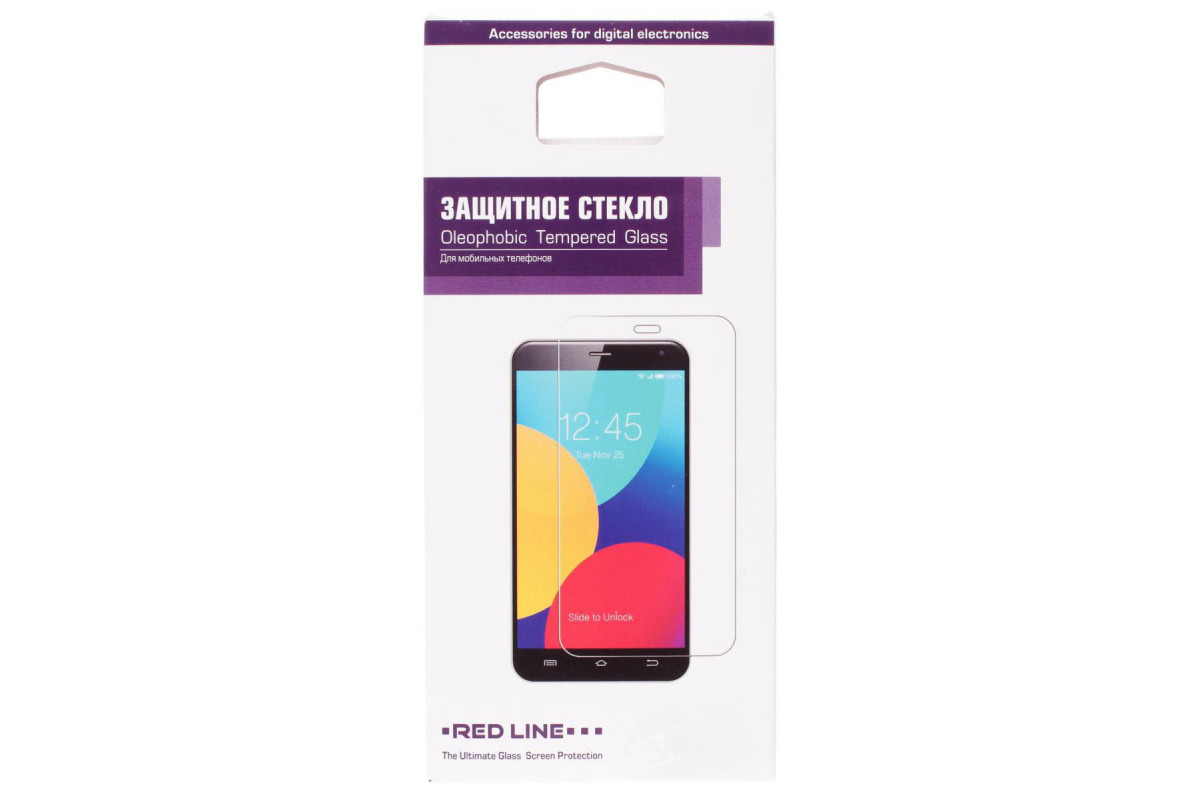 Accessories for digital electronics
ЗАЩИТНОЕ СТЕКЛО
Oleophobic Tempered Glass
Для мобильных телефонов
100%
12:45
Tue Nov 25
Slide to Unlock
RED LINE
The Ultimate Glass Screen Protection